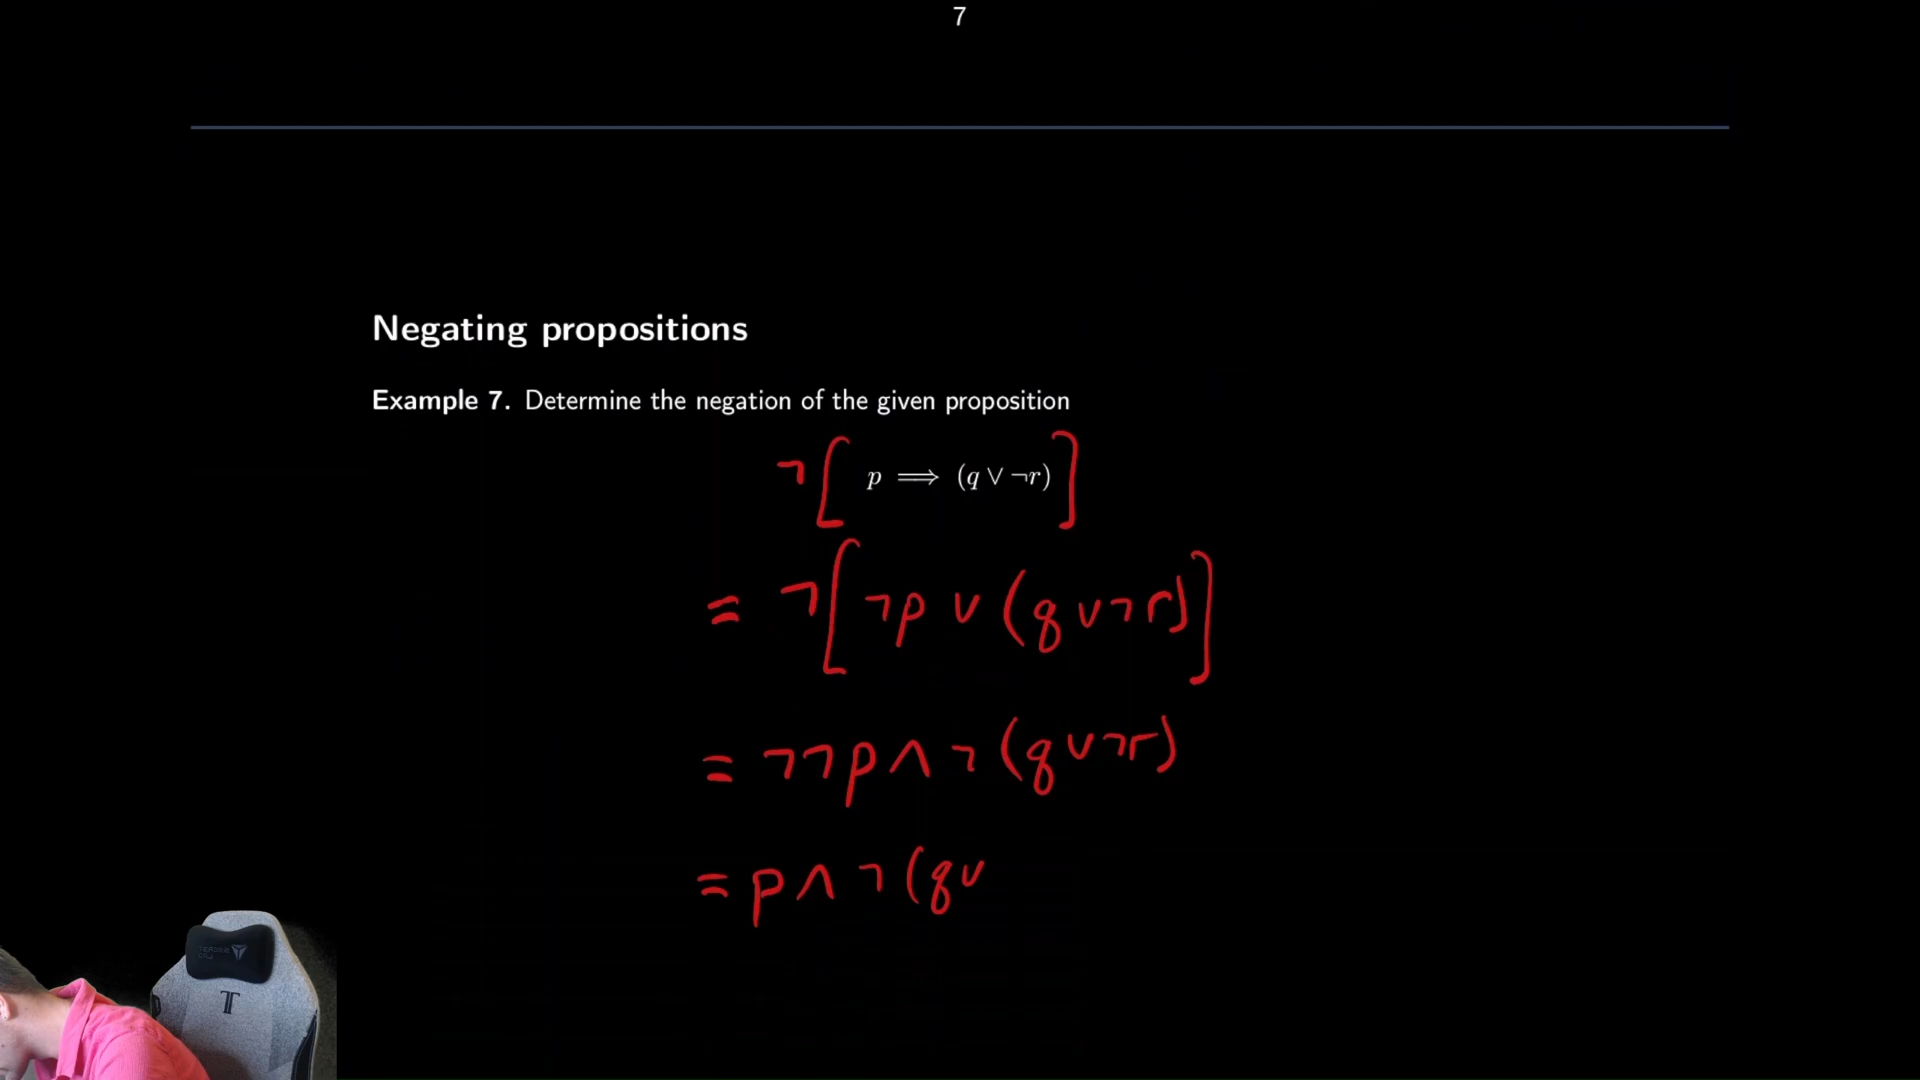 7
Negating propositions
Example 7. Determine the negation of the given proposition
¬[ p ⟹ (q ∨ ¬r) ]
= ¬[¬p ∨ (q ∨ ¬r)]
= ¬¬p ∧ ¬(q ∨ ¬r)
= p ∧ ¬(q ∨